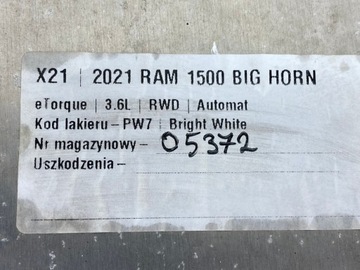 X21 | 2021 RAM 1500 BIG HORN
eTorque | 3.6L | RWD | Automat
Kod lakieru – PW7 | Bright White
Nr magazynowy – 05372
Uszkodzenia –